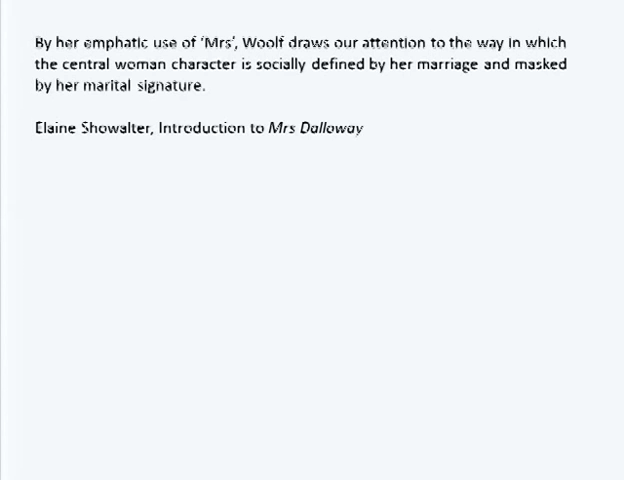 By her emphatic use of ‘Mrs’, Woolf draws our attention to the way in which
the central woman character is socially defined by her marriage and masked
by her marital signature.
Elaine Showalter, Introduction to Mrs Dalloway